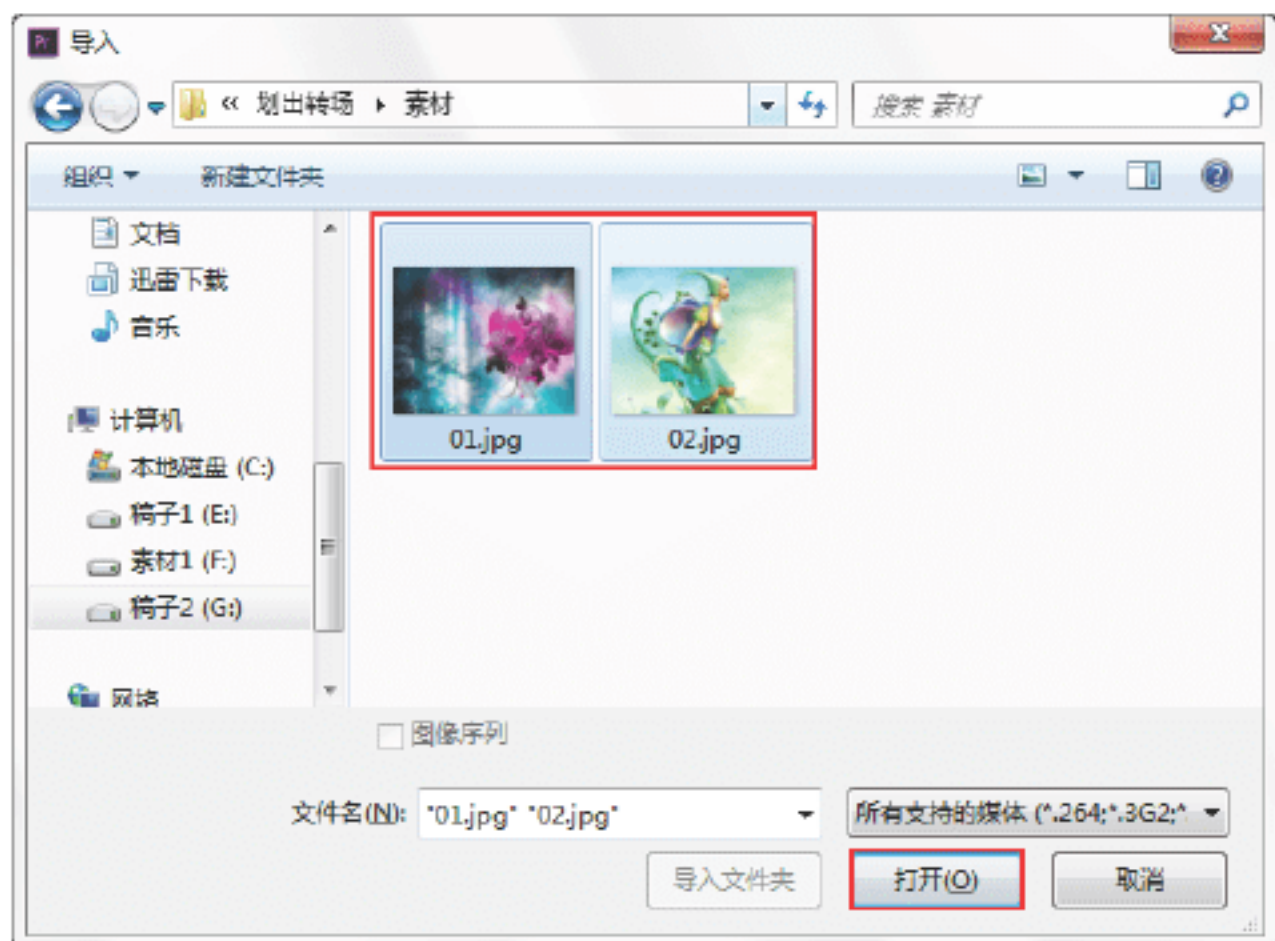 Pr 导入
« 划出转场 ▸ 素材
搜索 素材
组织
新建文件夹
文档
迅雷下载
音乐
计算机
本地磁盘 (C:)
稿子1 (E:)
素材1 (F:)
稿子2 (G:)
网络
01.jpg
02.jpg
图像序列
文件名(N): "01.jpg" "02.jpg"
所有支持的媒体 (*.264;*.3G2;*.
导入文件夹
打开(O)
取消